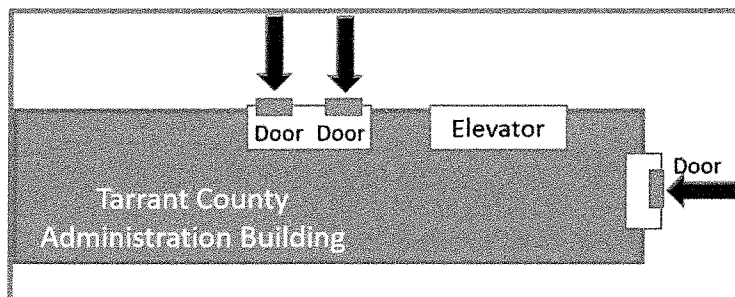 Door Door
Elevator
Door
Tarrant County
Administration Building